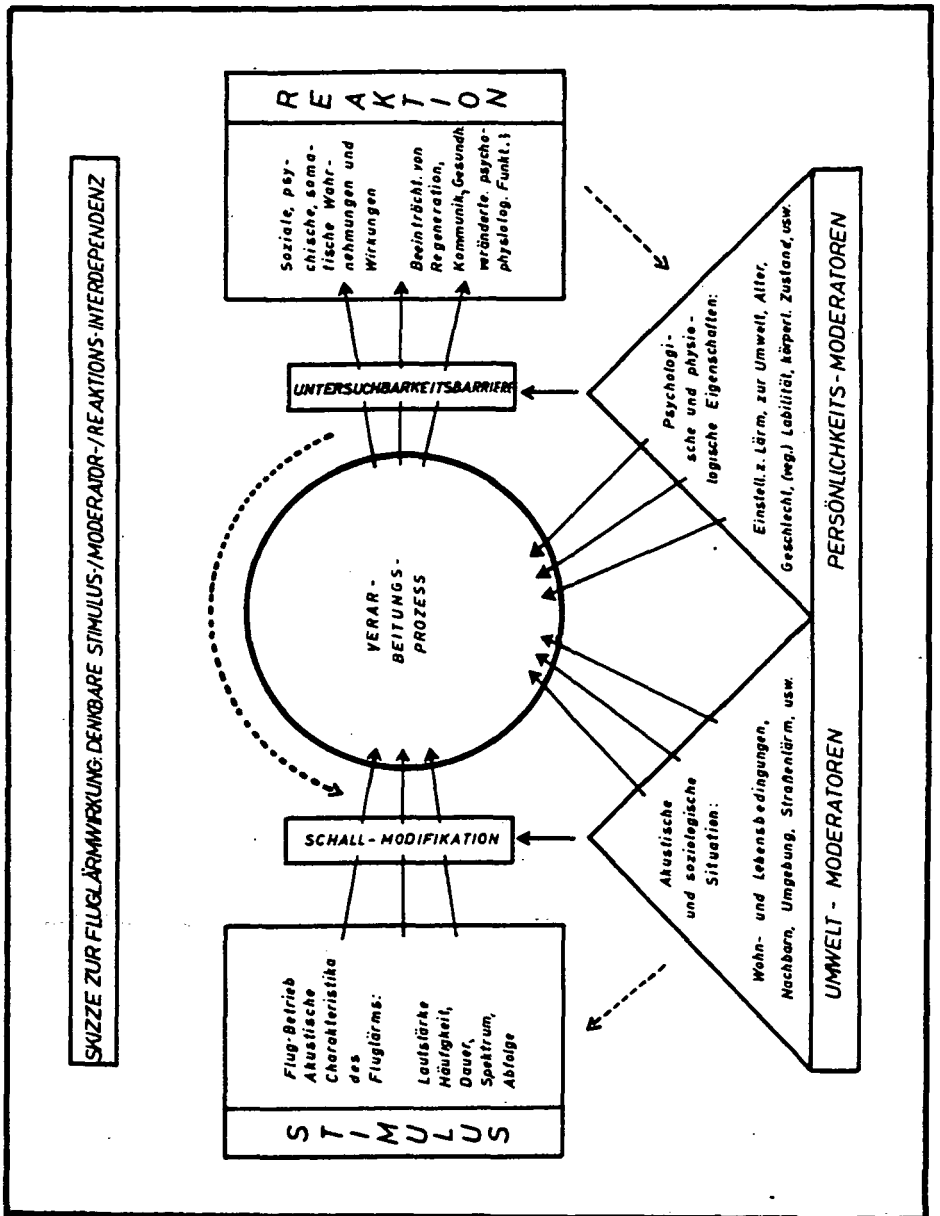 SKIZZE ZUR FLUGLÄRMWIRKUNG: DENKBARE STIMULUS-/MODERATOR-/REAKTIONS-INTERDEPENDENZ
STIMULUS
Flug-Betrieb
Akustische
Charakteristika
des
Fluglärms:
Lautstärke
Häufigkeit,
Dauer,
Spektrum,
Abfolge
SCHALL-MODIFIKATION
VERAR-
BEITUNGS-
PROZESS
UNTERSUCHBARKEITSBARRIERE
REAKTION
Soziale, psy-
chische, soma-
tische Wahr-
nehmungen und
Wirkungen
Beeinträcht. von
Regeneration,
Kommunik, Gesundh.
veränderte psycho-
physiolog. Funkt.}
Akustische
und soziologische
Situation:
Wohn- und Lebensbedingungen,
Nachbarn, Umgebung, Straßenlärm, usw.
UMWELT - MODERATOREN
Psychologi-
sche und physio-
logische Eigenschaften:
Einstell. z. Lärm, zur Umwelt, Alter,
Geschlecht, (veg.) Labilität, körperl. Zustand, usw.
PERSÖNLICHKEITS-MODERATOREN